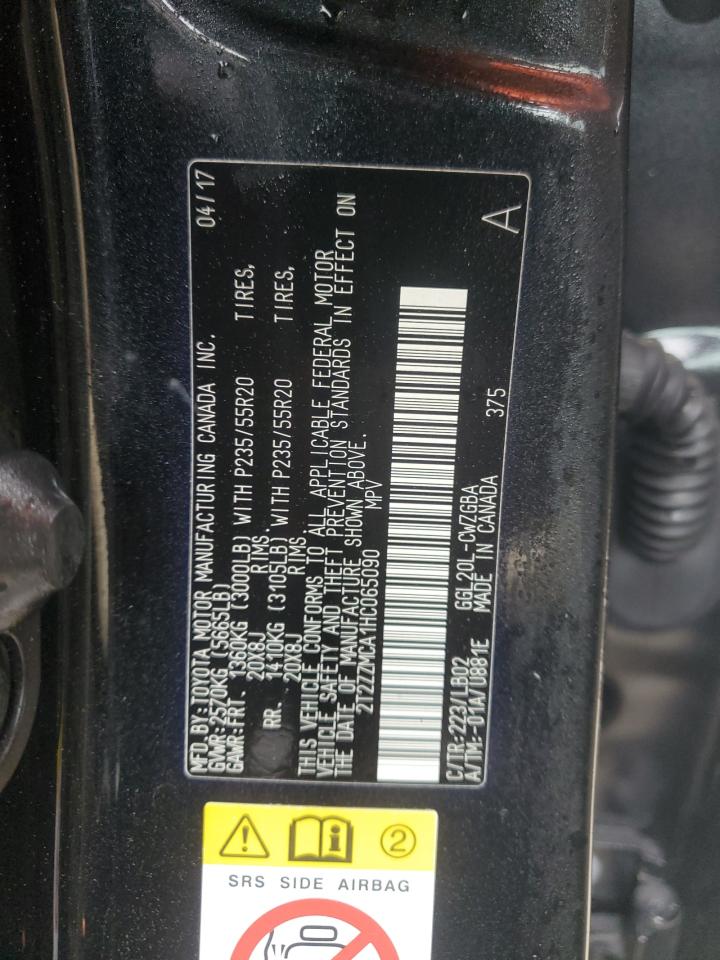 MFD.BY:TOYOTA MOTOR MANUFACTURING CANADA INC. 04/17
GVWR:2570KG (5665LB)
GAWR:FRT. 1360KG (3000LB) WITH P235/55R20 TIRES,
20X8J RIMS
RR. 1410KG (3105LB) WITH P235/55R20 TIRES,
20X8J RIMS
THIS VEHICLE CONFORMS TO ALL APPLICABLE FEDERAL MOTOR
VEHICLE SAFETY AND THEFT PREVENTION STANDARDS IN EFFECT ON
THE DATE OF MANUFACTURE SHOWN ABOVE.
2T2ZZMCA1HC065090 MPV
C/TR:223/LB02 GGL20L-CWZGBA 375
A/TM:-01A/U881E MADE IN CANADA
A
2
SRS SIDE AIRBAG